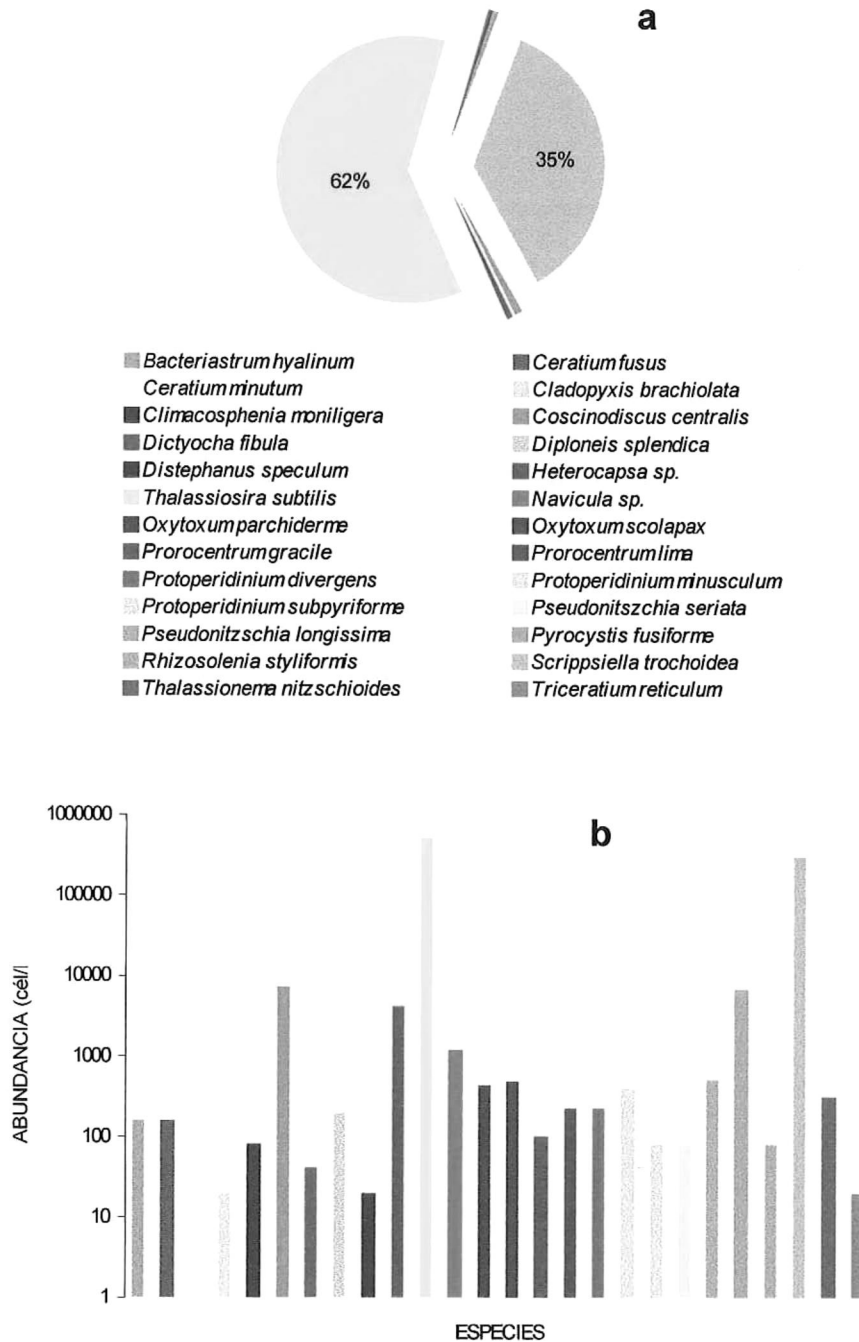 a
62%
35%
Bacteriastrum hyalinum
Ceratium fusus
Ceratium minutum
Cladopyxis brachiolata
Climacosphenia moniligera
Coscinodiscus centralis
Dictyocha fibula
Diploneis splendica
Distephanus speculum
Heterocapsa sp.
Thalassiosira subtilis
Navicula sp.
Oxytoxum parchiderme
Oxytoxum scolapax
Prorocentrum gracile
Prorocentrum lima
Protoperidinium divergens
Protoperidinium minusculum
Protoperidinium subpyriforme
Pseudonitszchia seriata
Pseudonitzschia longissima
Pyrocystis fusiforme
Rhizosolenia styliformis
Scrippsiella trochoidea
Thalassionema nitzschioides
Triceratium reticulum
b
1000000
100000
10000
1000
100
10
1
ABUNDANCIA (cél/l
ESPECIES